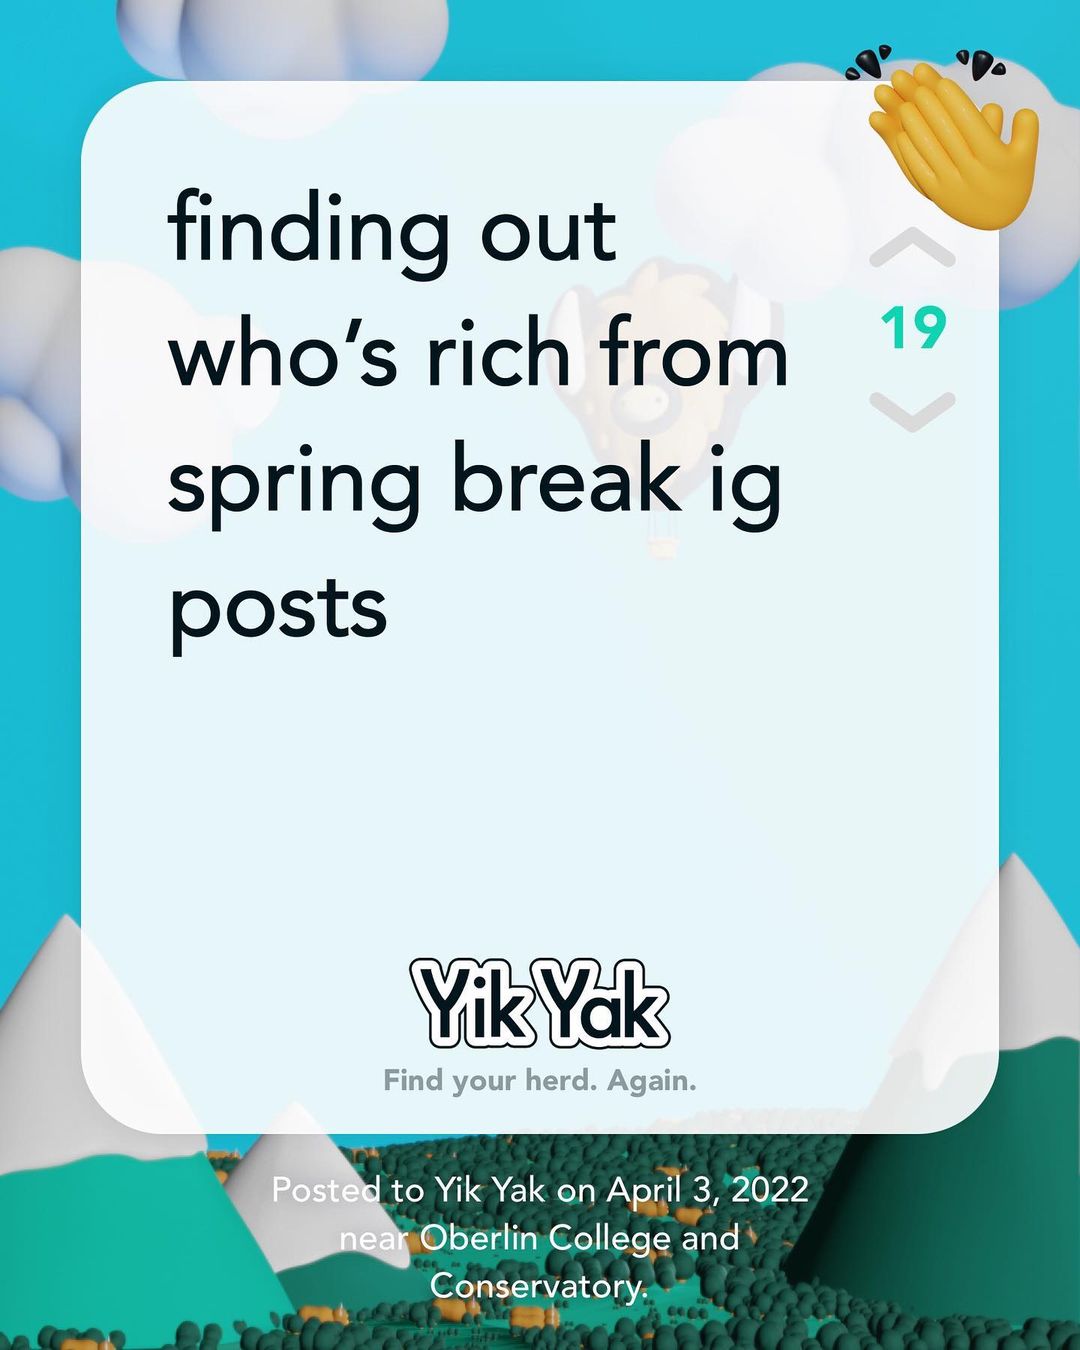 finding out
who’s rich from
spring break ig
posts
19
Yik Yak
Find your herd. Again.
Posted to Yik Yak on April 3, 2022
near Oberlin College and
Conservatory.